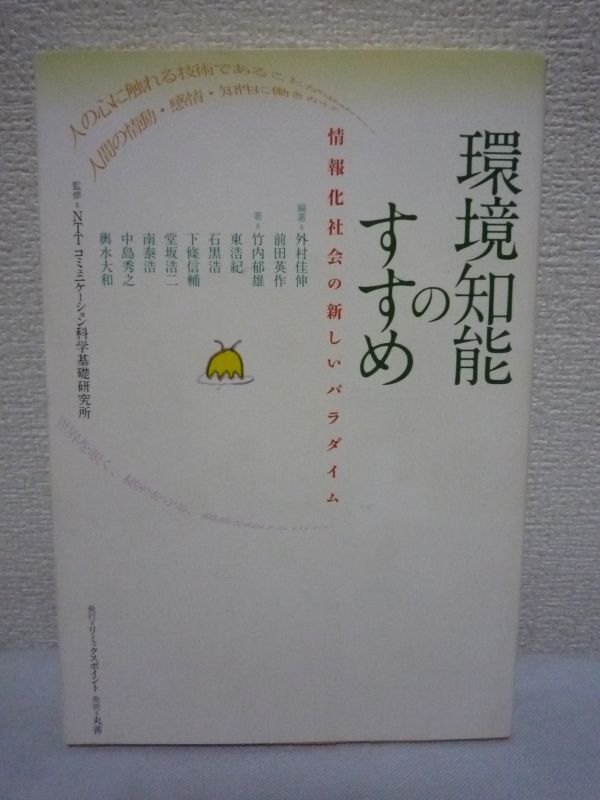 環境知能
の
すすめ
情報化社会の新しいパラダイム
編著=外村佳伸
前田英作
著=竹内郁雄
東浩紀
石黒浩
下條信輔
堂坂浩二
南泰浩
中島秀之
輿水大和
監修=NTTコミュニケーション科学基礎研究所
人の心に触れる技術であること
人間の情動・感情・知性に働き
発行=リミックスポイント 発売=丸善